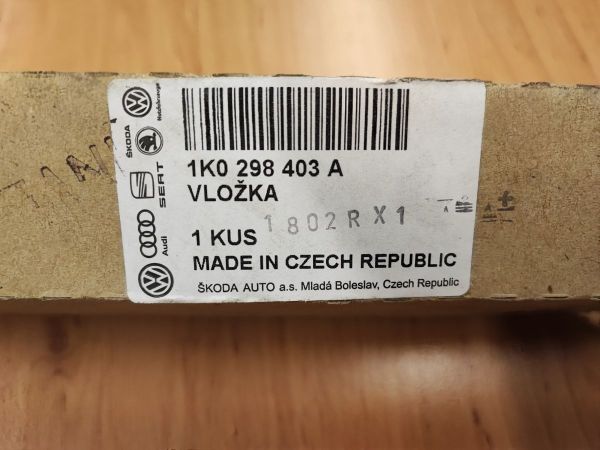 1K0 298 403 A
VLOŽKA
1802RX1
1 KUS
MADE IN CZECH REPUBLIC
ŠKODA AUTO a.s. Mladá Boleslav, Czech Republic
Nutzfahrzeuge
ŠKODA
SEAT
Audi